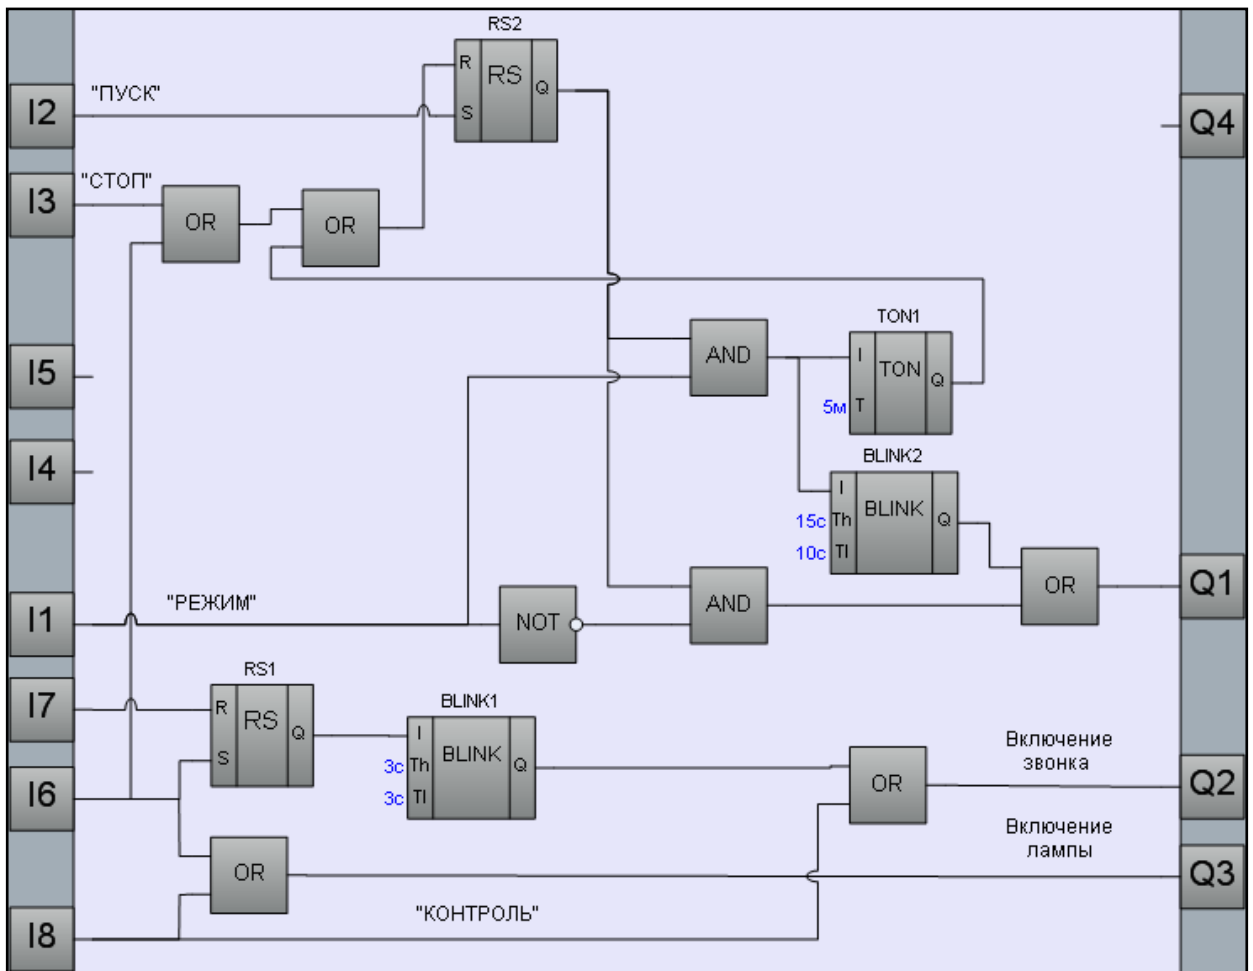 RS2
R
RS
Q
S
I2
"ПУСК"
Q4
I3
"СТОП"
OR
OR
TON1
I5
AND
I
TON
Q
5м
T
BLINK2
I4
I
BLINK
15с
Th
Q
10с
Tl
I1
"РЕЖИМ"
NOT
AND
OR
Q1
RS1
I7
R
RS
Q
S
BLINK1
I
BLINK
3с
Th
Q
3с
Tl
I6
OR
Включение
звонка
Q2
OR
Включение
лампы
Q3
I8
"КОНТРОЛЬ"